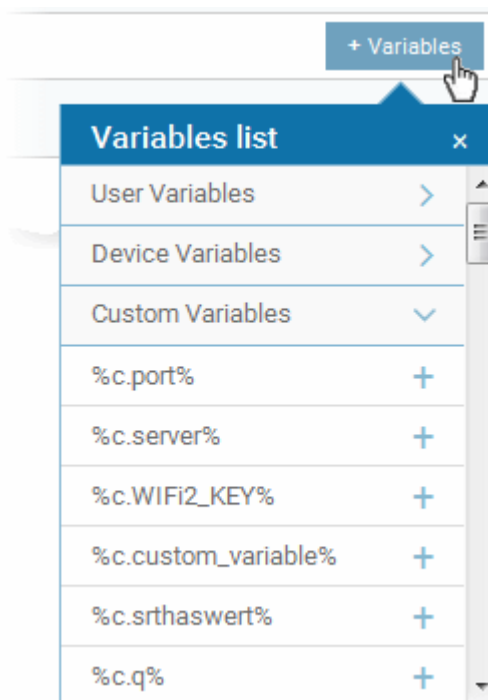 + Variables
Variables list ×
User Variables
Device Variables
Custom Variables
%c.port% +
%c.server% +
%c.WIFi2_KEY% +
%c.custom_variable% +
%c.srthaswert% +
%c.q% +